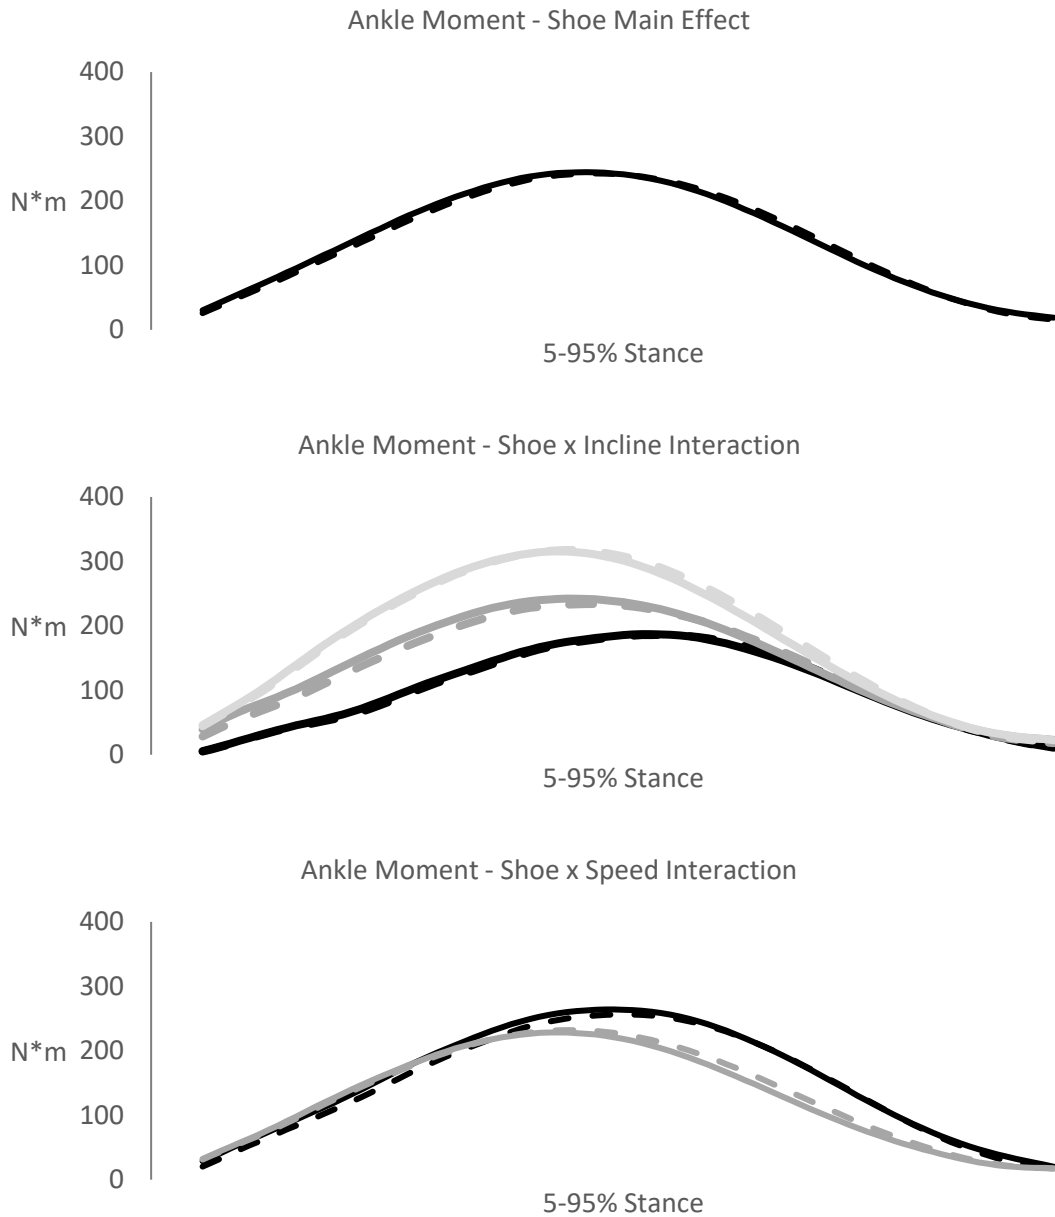 Ankle Moment - Shoe Main Effect
400
300
N*m
200
100
0
5-95% Stance
Ankle Moment - Shoe x Incline Interaction
400
300
N*m
200
100
0
5-95% Stance
Ankle Moment - Shoe x Speed Interaction
400
300
N*m
200
100
0
5-95% Stance